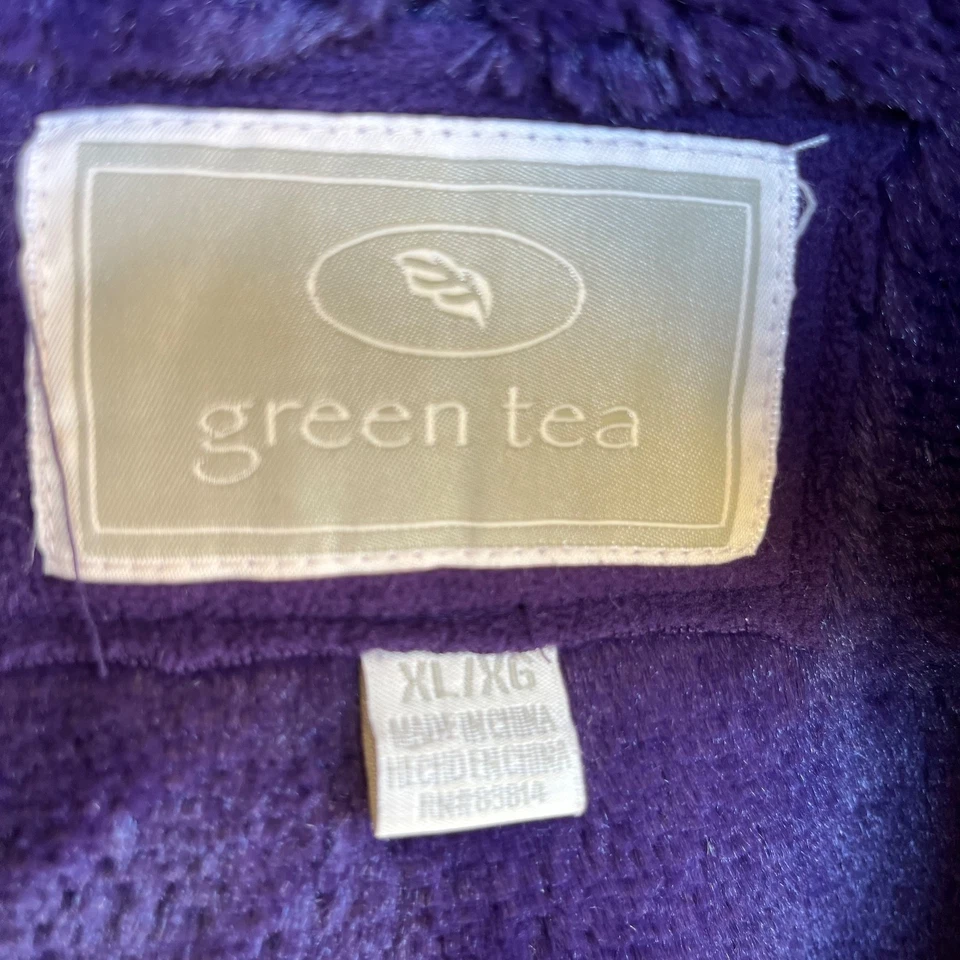 green tea
XL/XG
MADE IN CHINA
HECHO EN CHINA
RN#83814